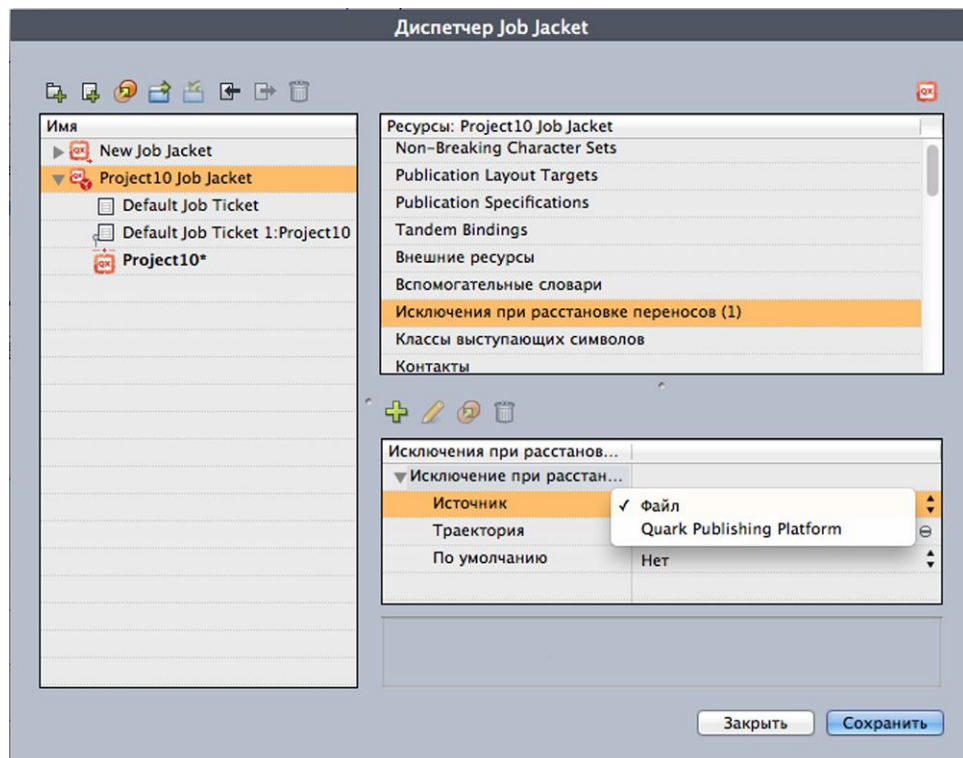 Диспетчер Job Jacket
Имя
New Job Jacket
Project10 Job Jacket
Default Job Ticket
Default Job Ticket 1:Project10
Project10*
Ресурсы: Project10 Job Jacket
Non-Breaking Character Sets
Publication Layout Targets
Publication Specifications
Tandem Bindings
Внешние ресурсы
Вспомогательные словари
Исключения при расстановке переносов (1)
Классы выступающих символов
Контакты
Исключения при расстанов...
Исключение при расстан...
Источник
✓ Файл
Quark Publishing Platform
Траектория
По умолчанию
Нет
Закрыть
Сохранить